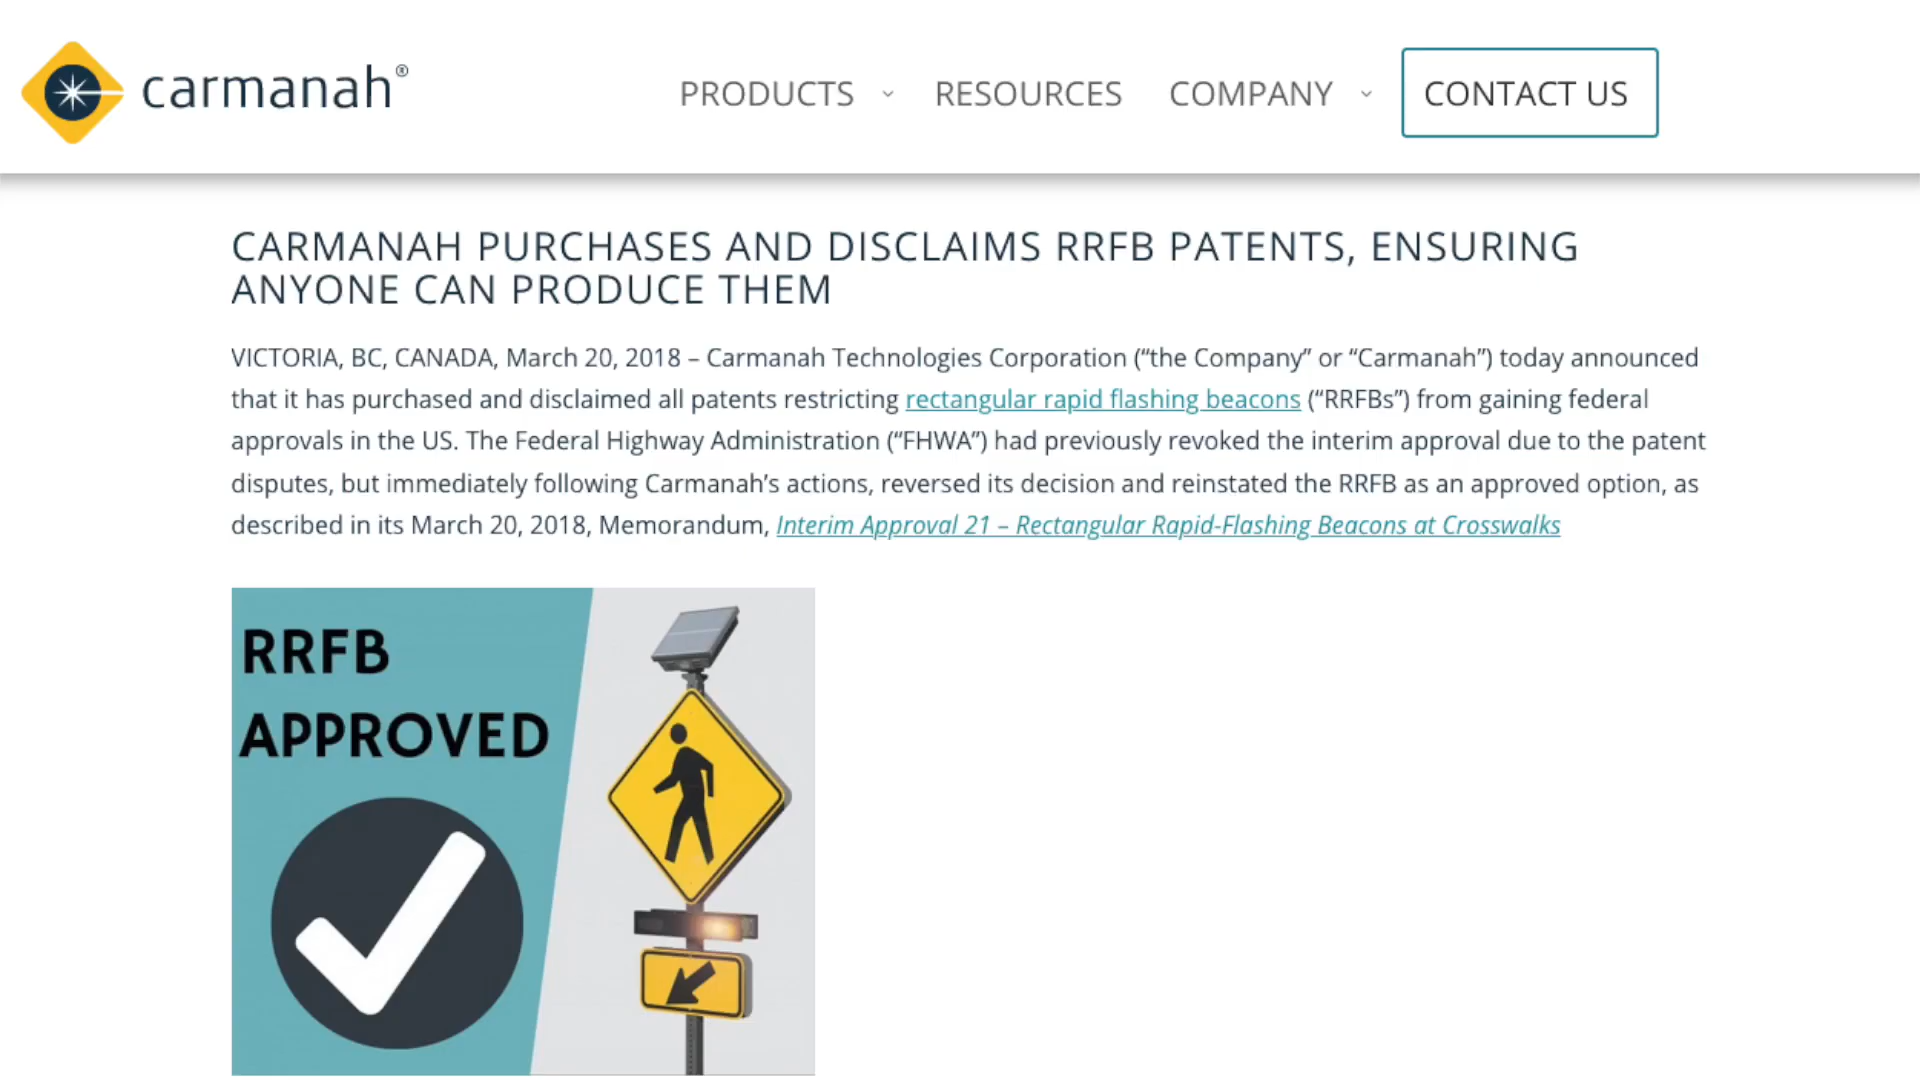 carmanah®
PRODUCTS
RESOURCES
COMPANY
CONTACT US
CARMANAH PURCHASES AND DISCLAIMS RRFB PATENTS, ENSURING
ANYONE CAN PRODUCE THEM
VICTORIA, BC, CANADA, March 20, 2018 – Carmanah Technologies Corporation (“the Company” or “Carmanah”) today announced
that it has purchased and disclaimed all patents restricting rectangular rapid flashing beacons (“RRFBs”) from gaining federal
approvals in the US. The Federal Highway Administration (“FHWA”) had previously revoked the interim approval due to the patent
disputes, but immediately following Carmanah’s actions, reversed its decision and reinstated the RRFB as an approved option, as
described in its March 20, 2018, Memorandum, Interim Approval 21 – Rectangular Rapid-Flashing Beacons at Crosswalks
RRFB
APPROVED